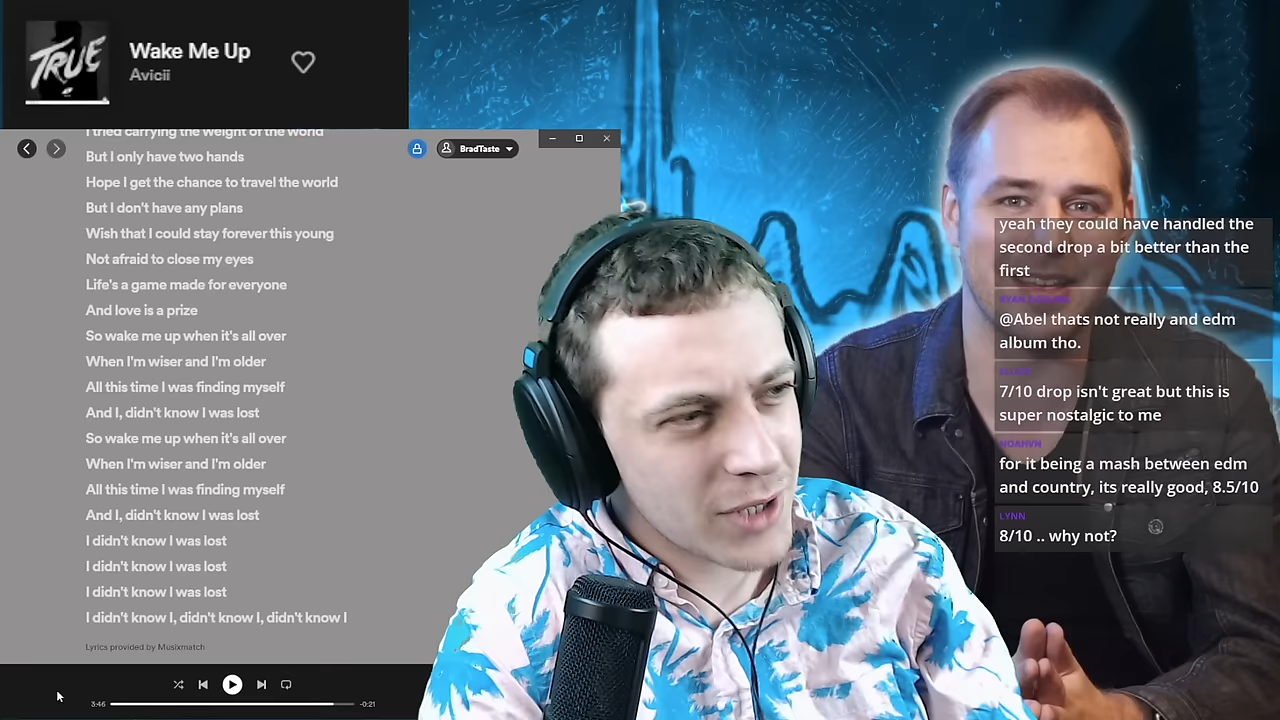 TRUE
Wake Me Up
Avicii
BradTaste
I tried carrying the weight of the world
But I only have two hands
Hope I get the chance to travel the world
But I don't have any plans
Wish that I could stay forever this young
Not afraid to close my eyes
Life's a game made for everyone
And love is a prize
So wake me up when it's all over
When I'm wiser and I'm older
All this time I was finding myself
And I, didn't know I was lost
So wake me up when it's all over
When I'm wiser and I'm older
All this time I was finding myself
And I, didn't know I was lost
I didn't know I was lost
I didn't know I was lost
I didn't know I was lost
I didn't know I, didn't know I, didn't know I
Lyrics provided by Musixmatch
3:46
-0:21
yeah they could have handled the
second drop a bit better than the
first
@Abel thats not really and edm
album tho.
7/10 drop isn't great but this is
super nostalgic to me
NOAHVH
for it being a mash between edm
and country, its really good, 8.5/10
LYNN
8/10 .. why not?